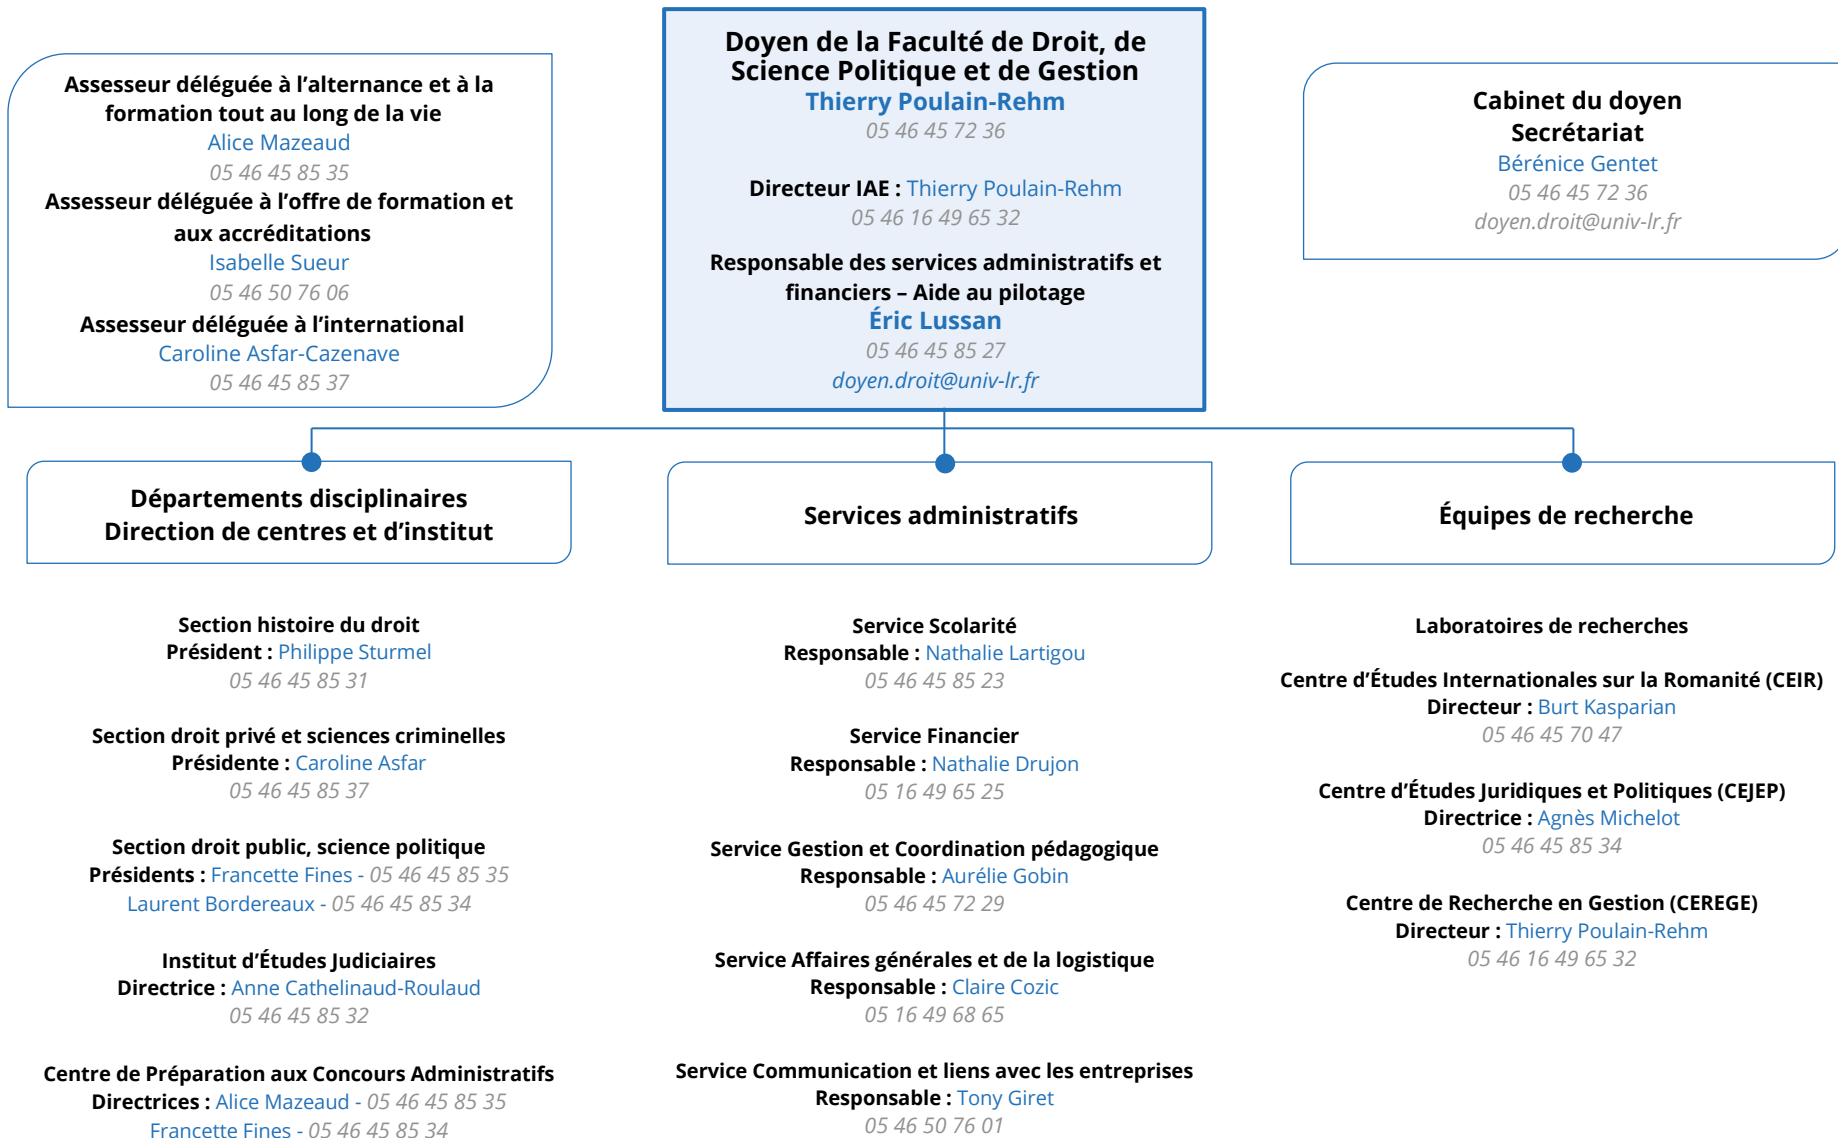 Assesseur déléguée à l’alternance et à la
formation tout au long de la vie
Alice Mazeaud
05 46 45 85 35
Assesseur déléguée à l’offre de formation et
aux accréditations
Isabelle Sueur
05 46 50 76 06
Assesseur déléguée à l’international
Caroline Asfar-Cazenave
05 46 45 85 37
Doyen de la Faculté de Droit, de
Science Politique et de Gestion
Thierry Poulain-Rehm
05 46 45 72 36
Directeur IAE : Thierry Poulain-Rehm
05 46 16 49 65 32
Responsable des services administratifs et
financiers – Aide au pilotage
Éric Lussan
05 46 45 85 27
doyen.droit@univ-lr.fr
Cabinet du doyen
Secrétariat
Bérénice Gentet
05 46 45 72 36
doyen.droit@univ-lr.fr
Départements disciplinaires
Direction de centres et d’institut
Section histoire du droit
Président : Philippe Sturmel
05 46 45 85 31
Section droit privé et sciences criminelles
Présidente : Caroline Asfar
05 46 45 85 37
Section droit public, science politique
Présidents : Francette Fines - 05 46 45 85 35
Laurent Bordereaux - 05 46 45 85 34
Institut d’Études Judiciaires
Directrice : Anne Cathelinaud-Roulaud
05 46 45 85 32
Centre de Préparation aux Concours Administratifs
Directrices : Alice Mazeaud - 05 46 45 85 35
Francette Fines - 05 46 45 85 34
Services administratifs
Service Scolarité
Responsable : Nathalie Lartigou
05 46 45 85 23
Service Financier
Responsable : Nathalie Drujon
05 16 49 65 25
Service Gestion et Coordination pédagogique
Responsable : Aurélie Gobin
05 46 45 72 29
Service Affaires générales et de la logistique
Responsable : Claire Cozic
05 16 49 68 65
Service Communication et liens avec les entreprises
Responsable : Tony Giret
05 46 50 76 01
Équipes de recherche
Laboratoires de recherches
Centre d’Études Internationales sur la Romanité (CEIR)
Directeur : Burt Kasparian
05 46 45 70 47
Centre d’Études Juridiques et Politiques (CEJEP)
Directrice : Agnès Michelot
05 46 45 85 34
Centre de Recherche en Gestion (CEREGE)
Directeur : Thierry Poulain-Rehm
05 46 16 49 65 32